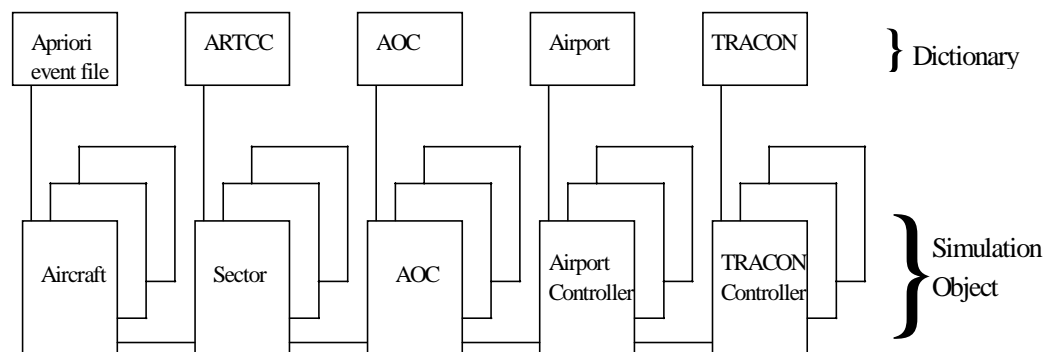 Apriori
event file
ARTCC
AOC
Airport
TRACON
} Dictionary
Aircraft
Sector
AOC
Airport
Controller
TRACON
Controller
} Simulation
Object